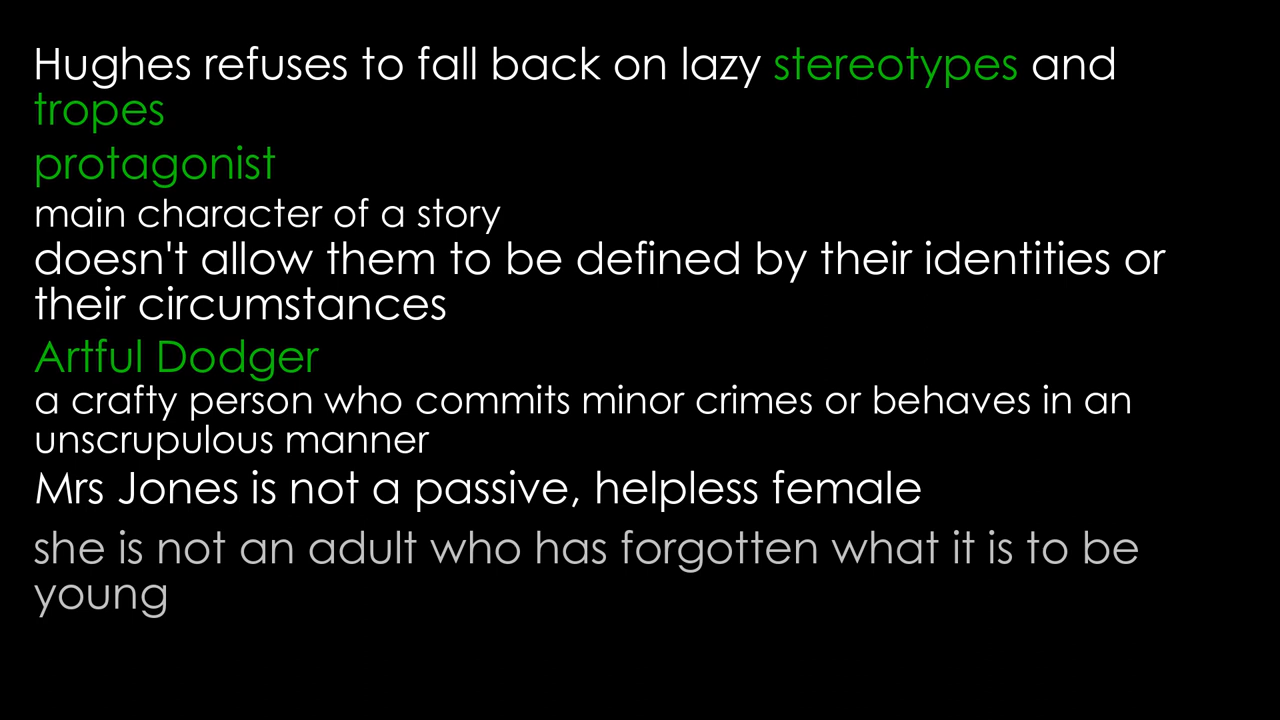 Hughes refuses to fall back on lazy stereotypes and
tropes
protagonist
main character of a story
doesn't allow them to be defined by their identities or
their circumstances
Artful Dodger
a crafty person who commits minor crimes or behaves in an
unscrupulous manner
Mrs Jones is not a passive, helpless female
she is not an adult who has forgotten what it is to be
young